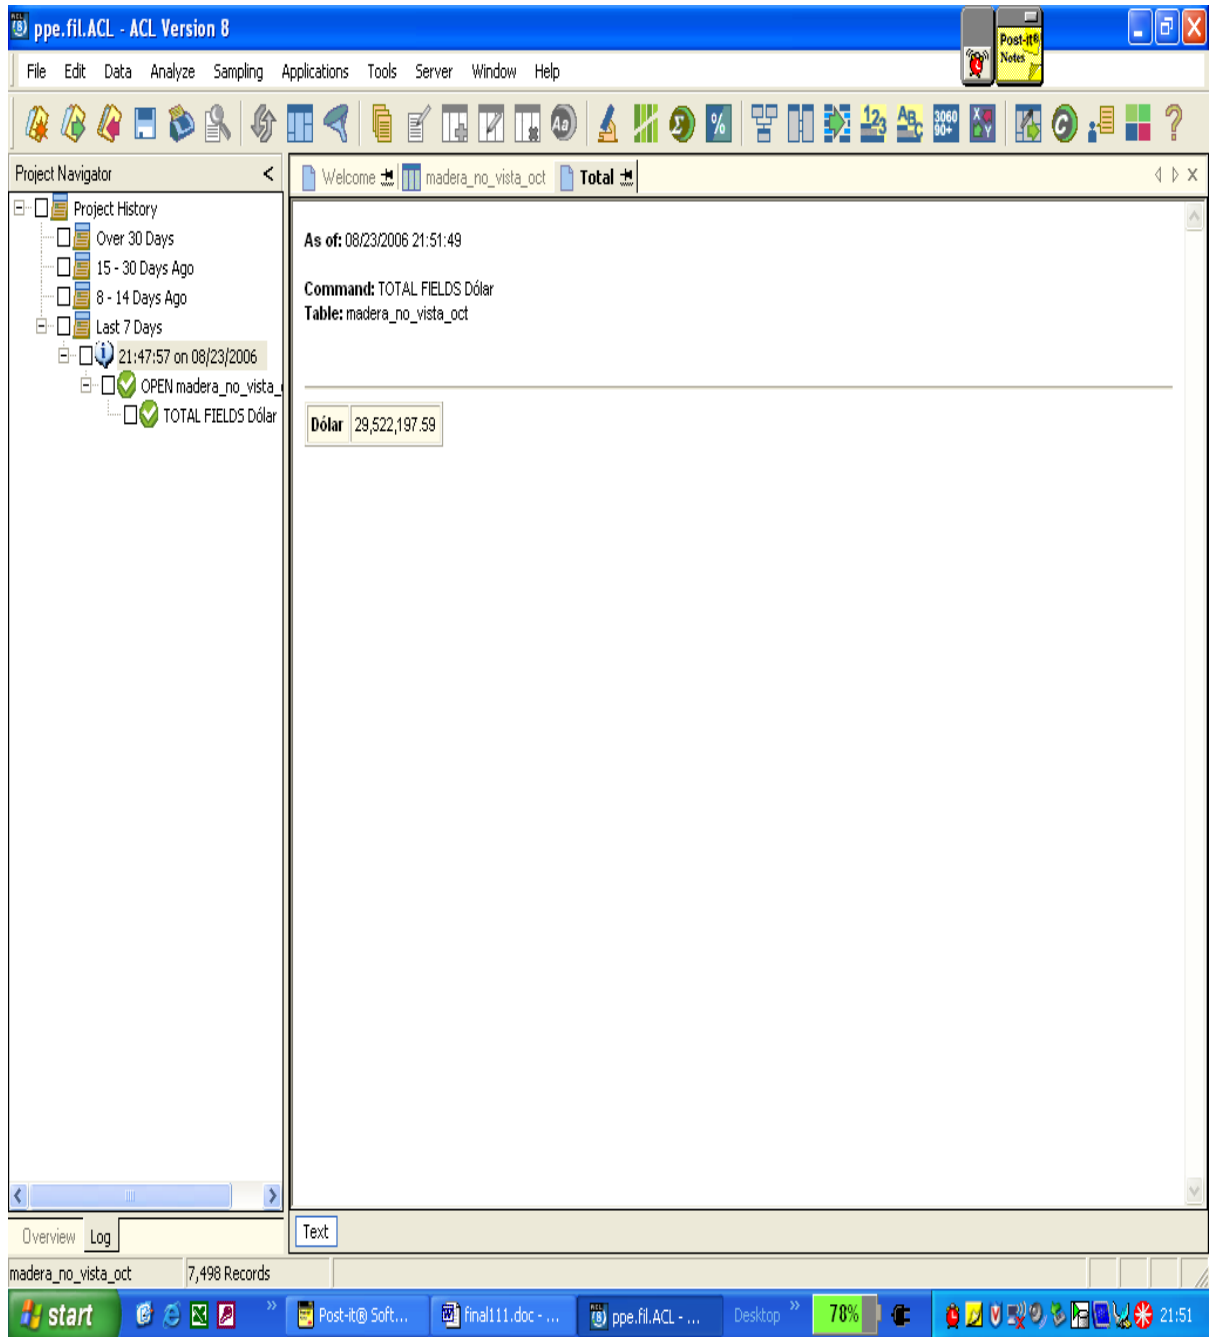 ppe.fil.ACL - ACL Version 8
Post-it® Notes
File Edit Data Analyze Sampling Applications Tools Server Window Help
Project Navigator
Welcome madera_no_vista_oct Total
Project History
Over 30 Days
15 - 30 Days Ago
8 - 14 Days Ago
Last 7 Days
21:47:57 on 08/23/2006
OPEN madera_no_vista_
TOTAL FIELDS Dólar
As of: 08/23/2006 21:51:49
Command: TOTAL FIELDS Dólar
Table: madera_no_vista_oct
Dólar 29,522,197.59
Overview Log
Text
madera_no_vista_oct 7,498 Records
start Post-it® Soft... final111.doc - ... ppe.fil.ACL - ... Desktop 78% 21:51